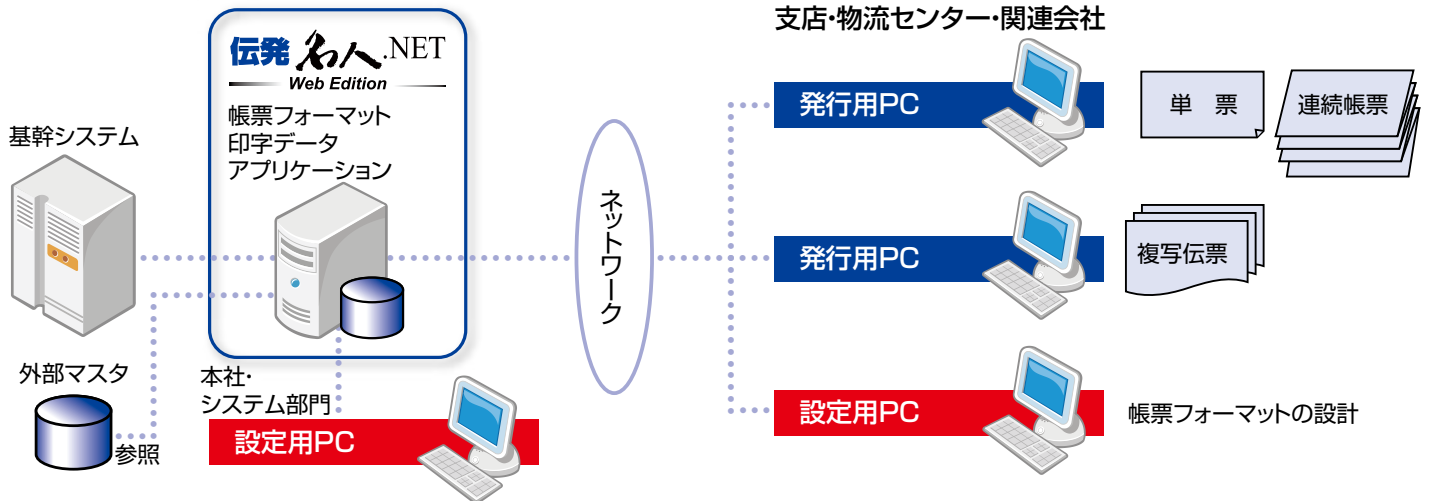 支店・物流センター・関連会社
伝発名人.NET
Web Edition
帳票フォーマット
印字データ
アプリケーション
基幹システム
外部マスタ
参照
本社・
システム部門
設定用PC
ネットワーク
発行用PC
単 票
連続帳票
発行用PC
複写伝票
設定用PC
帳票フォーマットの設計